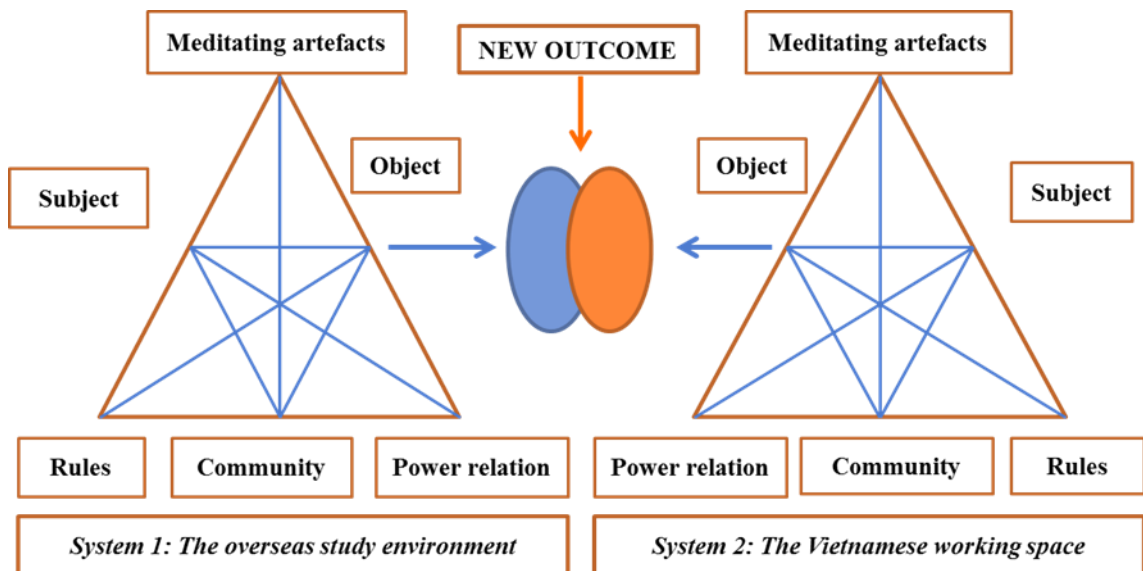 Meditating artefacts
NEW OUTCOME
Meditating artefacts
Subject
Object
Object
Subject
Rules
Community
Power relation
Power relation
Community
Rules
System 1: The overseas study environment
System 2: The Vietnamese working space